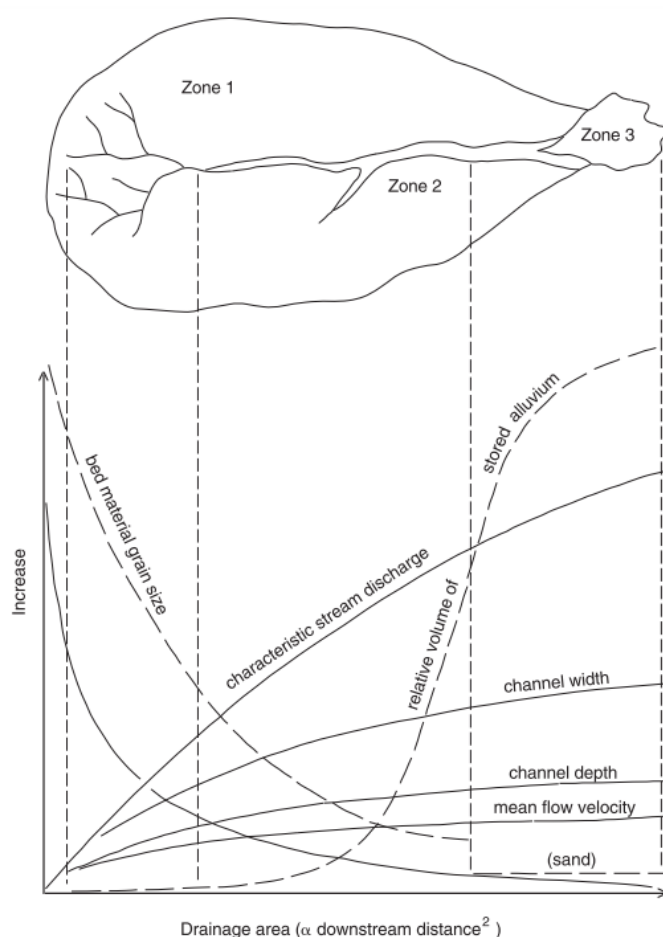 Zone 1
Zone 3
Zone 2
stored alluvium
bed material grain size
Increase
characteristic stream discharge
relative volume of
channel width
channel depth
mean flow velocity
(sand)
Drainage area (α downstream distance²)